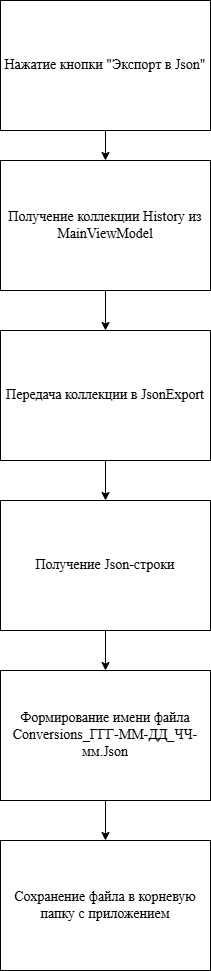 Нажатие кнопки "Экспорт в Json"
Получение коллекции History из
MainViewModel
Передача коллекции в JsonExport
Получение Json-строки
Формирование имени файла
Conversions_ГГГ-ММ-ДД_ЧЧ-
мм.Json
Сохранение файла в корневую
папку с приложением